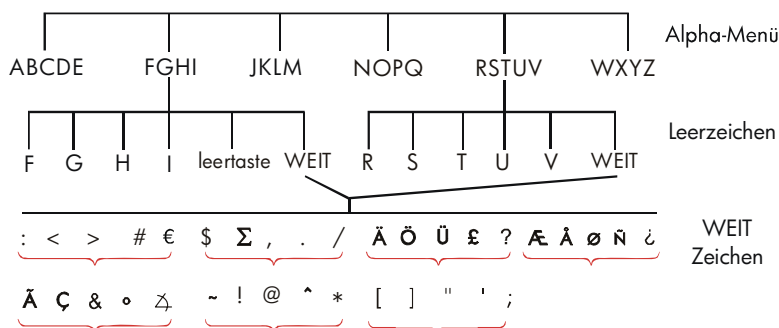 Alpha-Menü
ABCDE FGHI JKLM NOPQ RSTUV WXYZ
Leerzeichen
F G H I leertaste WEIT R S T U V WEIT
WEIT
Zeichen
: < > # € $ Σ , . / Ä Ö Ü £ ? Æ Å Ø Ñ ¿
Ã Ç & ° ∡ ~ ! @ ^ * [ ] " ' ;